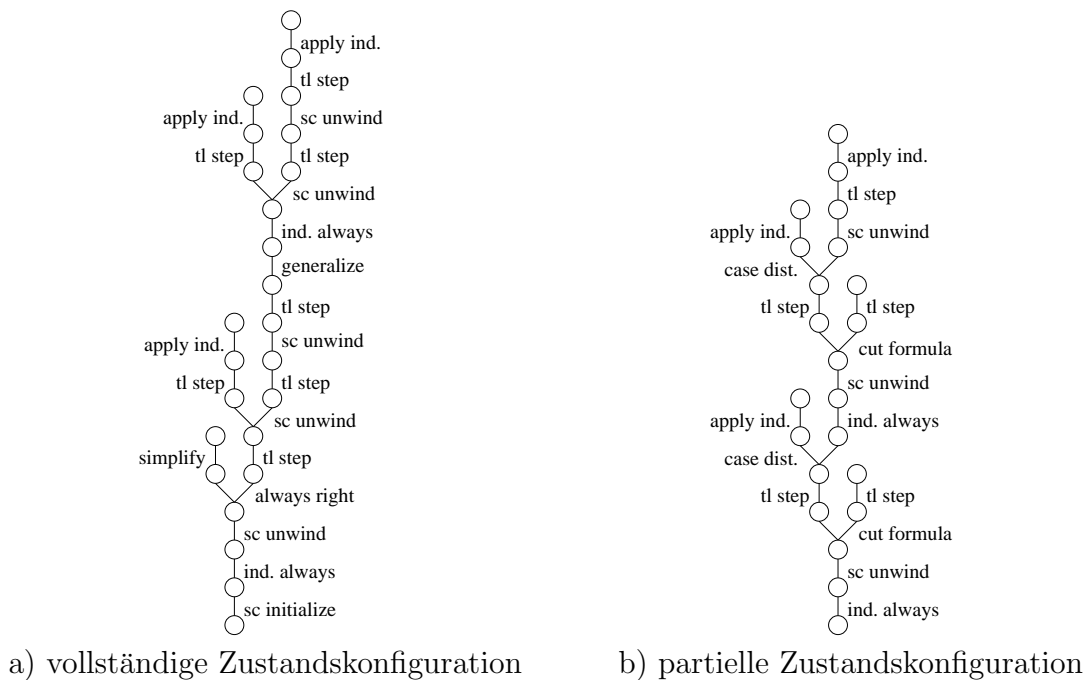 apply ind.
tl step
apply ind.
sc unwind
tl step
tl step
sc unwind
ind. always
generalize
tl step
apply ind.
sc unwind
tl step
tl step
sc unwind
simplify
tl step
always right
sc unwind
ind. always
sc initialize
a) vollständige Zustandskonfiguration
apply ind.
tl step
apply ind.
sc unwind
case dist.
tl step
tl step
cut formula
sc unwind
apply ind.
ind. always
case dist.
tl step
tl step
cut formula
sc unwind
ind. always
b) partielle Zustandskonfiguration